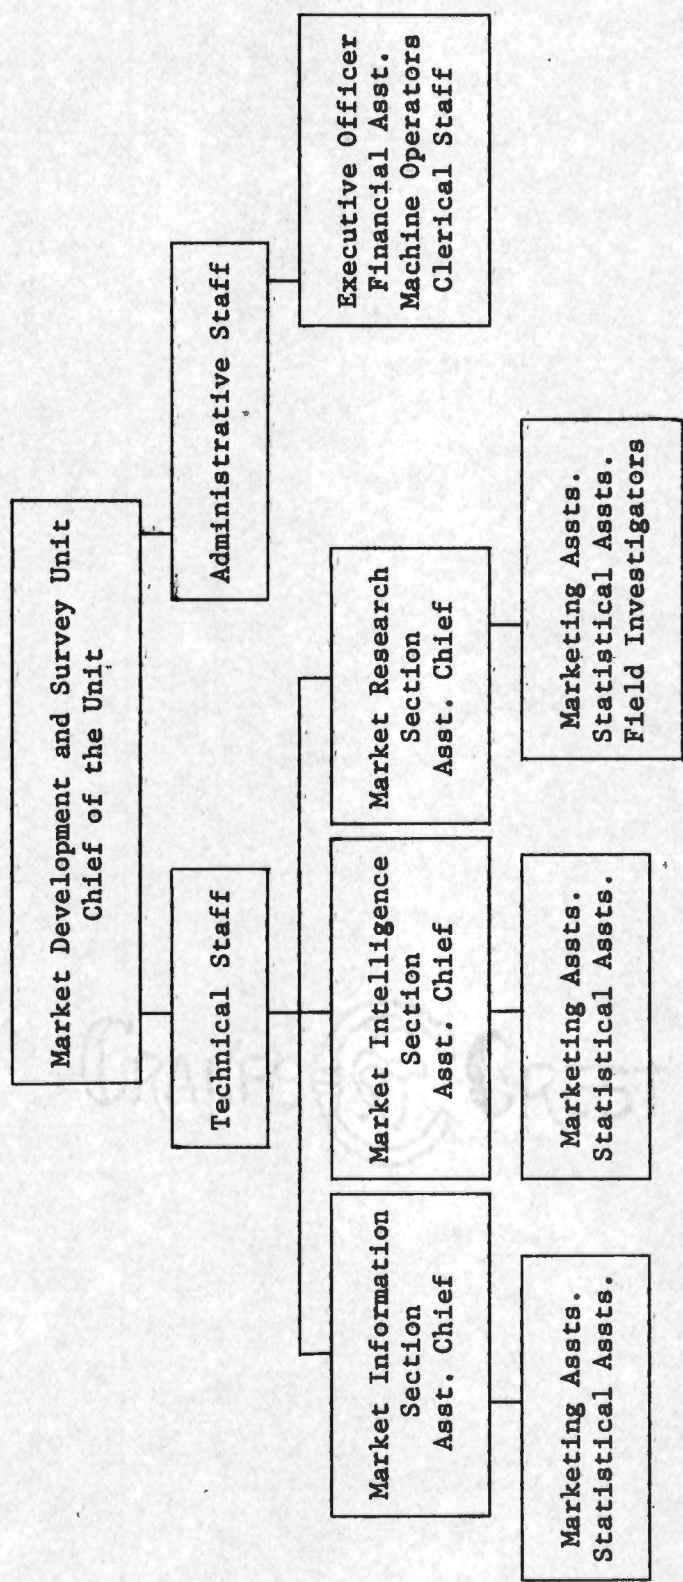 Market Development and Survey Unit
Chief of the Unit
Technical Staff
Administrative Staff
Market Information
Section
Asst. Chief
Market Intelligence
Section
Asst. Chief
Market Research
Section
Asst. Chief
Executive Officer
Financial Asst.
Machine Operators
Clerical Staff
Marketing Assts.
Statistical Assts.
Marketing Assts.
Statistical Assts.
Marketing Assts.
Statistical Assts.
Field Investigators